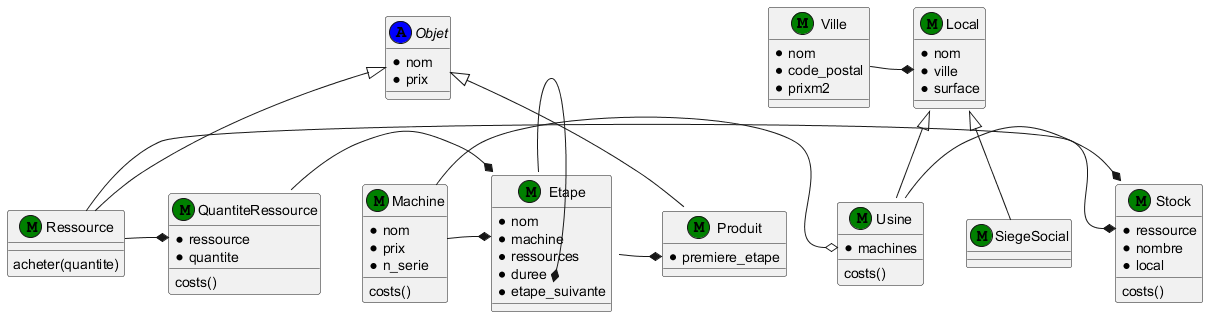 A Objet
nom
prix
M Ville
nom
code_postal
prixm2
M Local
nom
ville
surface
M Ressource
acheter(quantite)
M QuantiteRessource
ressource
quantite
costs()
M Machine
nom
prix
n_serie
costs()
M Etape
nom
machine
ressources
duree
etape_suivante
M Produit
premiere_etape
M Usine
machines
costs()
M SiegeSocial
M Stock
ressource
nombre
local
costs()